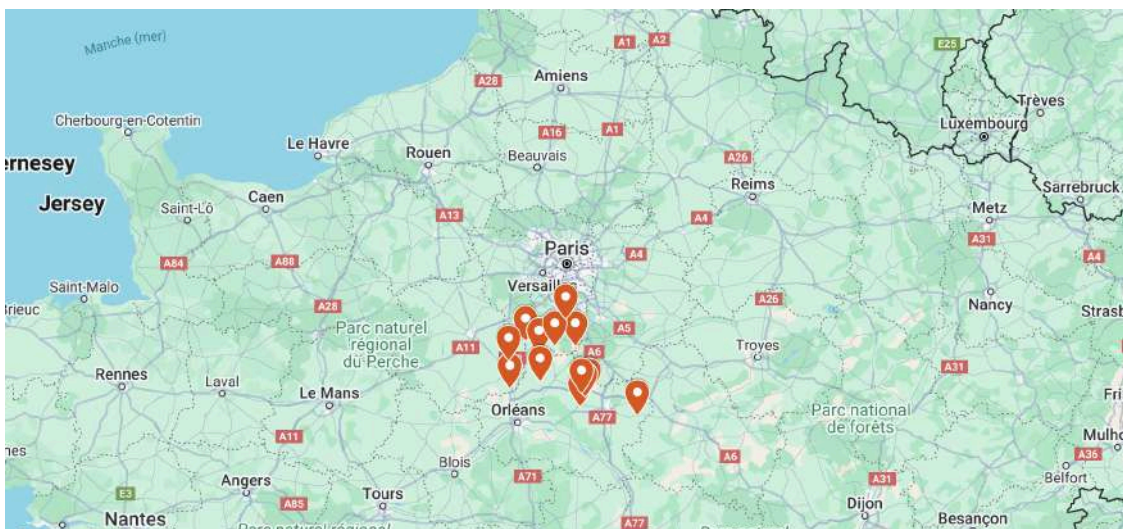 Manche (mer)
A1
A2
E25
A28
Amiens
Trèves
Cherbourg-en-Cotentin
Luxembourg
Le Havre
A16
A1
Rouen
Beauvais
A26
ernesey
Reims
Sarrebruck
Jersey
Saint-Lô
Caen
A13
A4
Metz
A31
Paris
A4
A4
A84
A88
Versailles
Saint-Malo
A28
A26
Nancy
Brieuc
Strasb
Parc naturel
régional
du Perche
A11
A5
A6
Troyes
Rennes
Laval
A31
Le Mans
Orléans
A77
Parc national
de forêts
Fri
A11
A6
Mulho
nes
Blois
A36
Belfort
A71
Angers
A31
E3
A85
Tours
Dijon
Nantes
A77
Besançon
Parc naturel régional